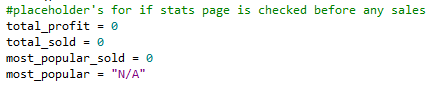 #placeholder's for if stats page is checked before any sales
total_profit = 0
total_sold = 0
most_popular_sold = 0
most_popular = "N/A"